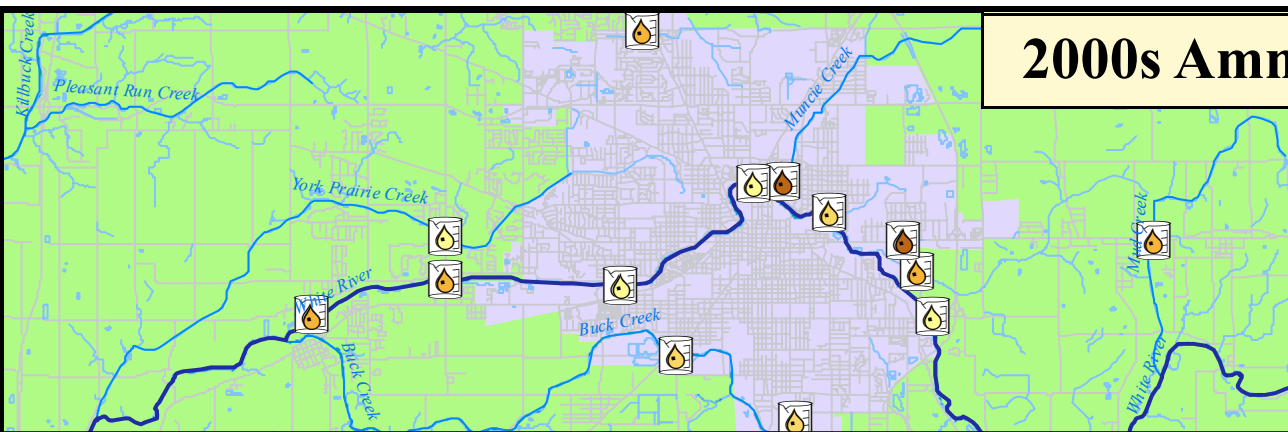 2000s Amm
Killbuck Creek
Pleasant Run Creek
Muncie Creek
York Prairie Creek
Mud Creek
White River
Buck Creek
Buck Creek
White River